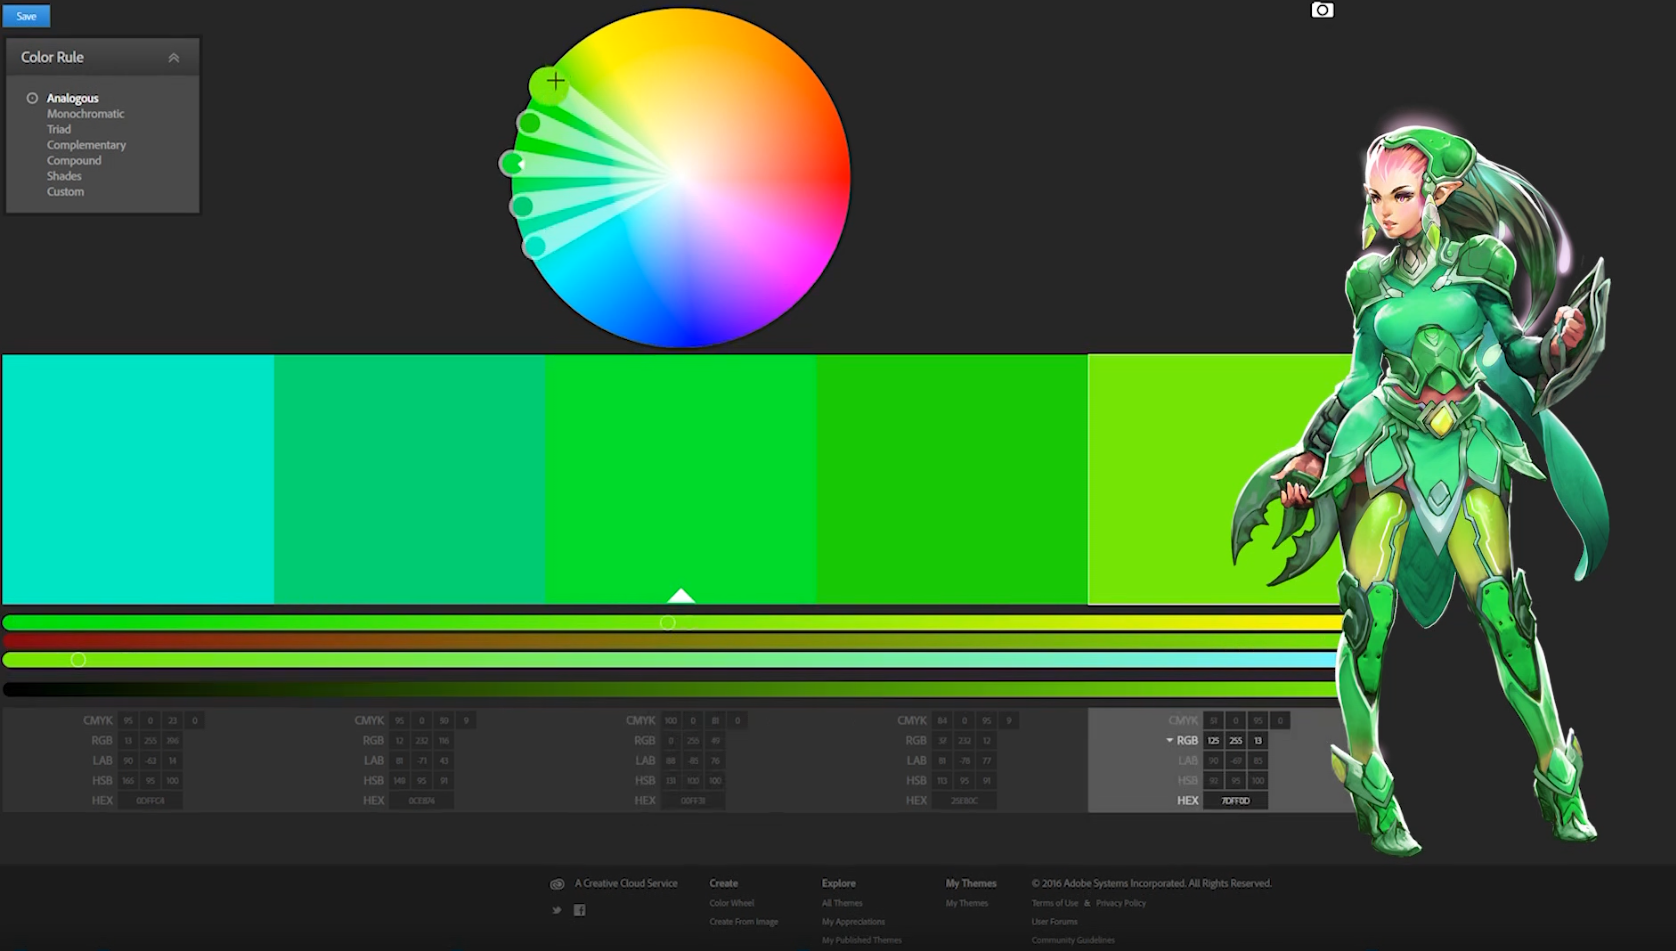 Save
Color Rule
Analogous
Monochromatic
Triad
Complementary
Compound
Shades
Custom
CMYK 95 0 23 0
RGB 13 255
LAB 90 -63 14
HSB 165 95 100
HEX 0DFFC4
CMYK 95 0 9
RGB 12 232 116
LAB 81 -71 43
HSB 149 95 91
HEX 0CE874
CMYK 100 0 81 0
RGB 0 255 49
LAB 88 -85 76
HSB 131 100 100
HEX 00FF31
CMYK 84 0 95 9
RGB 37 232 12
LAB 81 -78 77
HSB 113 95 91
HEX 25E80C
CMYK 51 0 95 0
RGB 125 255 13
LAB 90 -67 85
HSB 92 95 100
HEX 7DFF0D
A Creative Cloud Service
Create
Color Wheel
Create From Image
Explore
All Themes
My Appreciations
My Published Themes
My Themes
My Themes
© 2016 Adobe Systems Incorporated. All Rights Reserved.
Terms of Use & Privacy Policy
User Forums
Community Guidelines